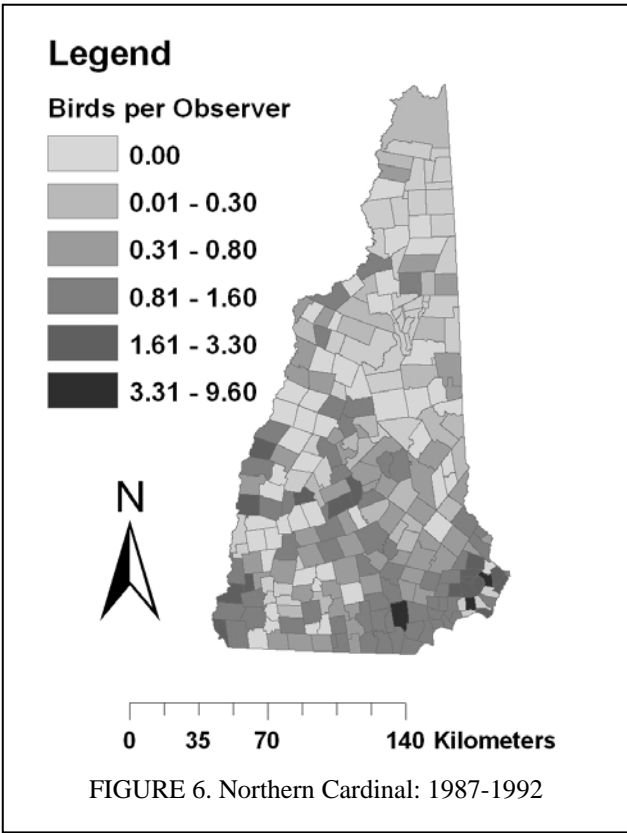 Legend
Birds per Observer
0.00
0.01 - 0.30
0.31 - 0.80
0.81 - 1.60
1.61 - 3.30
3.31 - 9.60
N
0 35 70 140 Kilometers
FIGURE 6. Northern Cardinal: 1987-1992